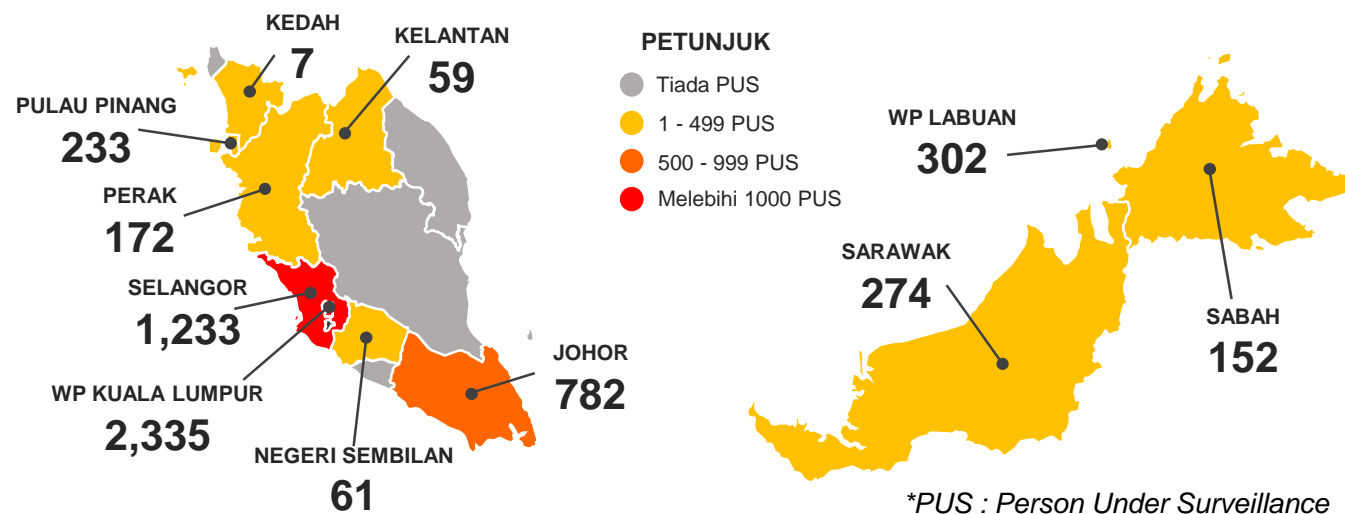 KEDAH
7
KELANTAN
59
PULAU PINANG
233
PERAK
172
SELANGOR
1,233
WP KUALA LUMPUR
2,335
NEGERI SEMBILAN
61
JOHOR
782
PETUNJUK
Tiada PUS
1 - 499 PUS
500 - 999 PUS
Melebihi 1000 PUS
WP LABUAN
302
SARAWAK
274
SABAH
152
*PUS : Person Under Surveillance